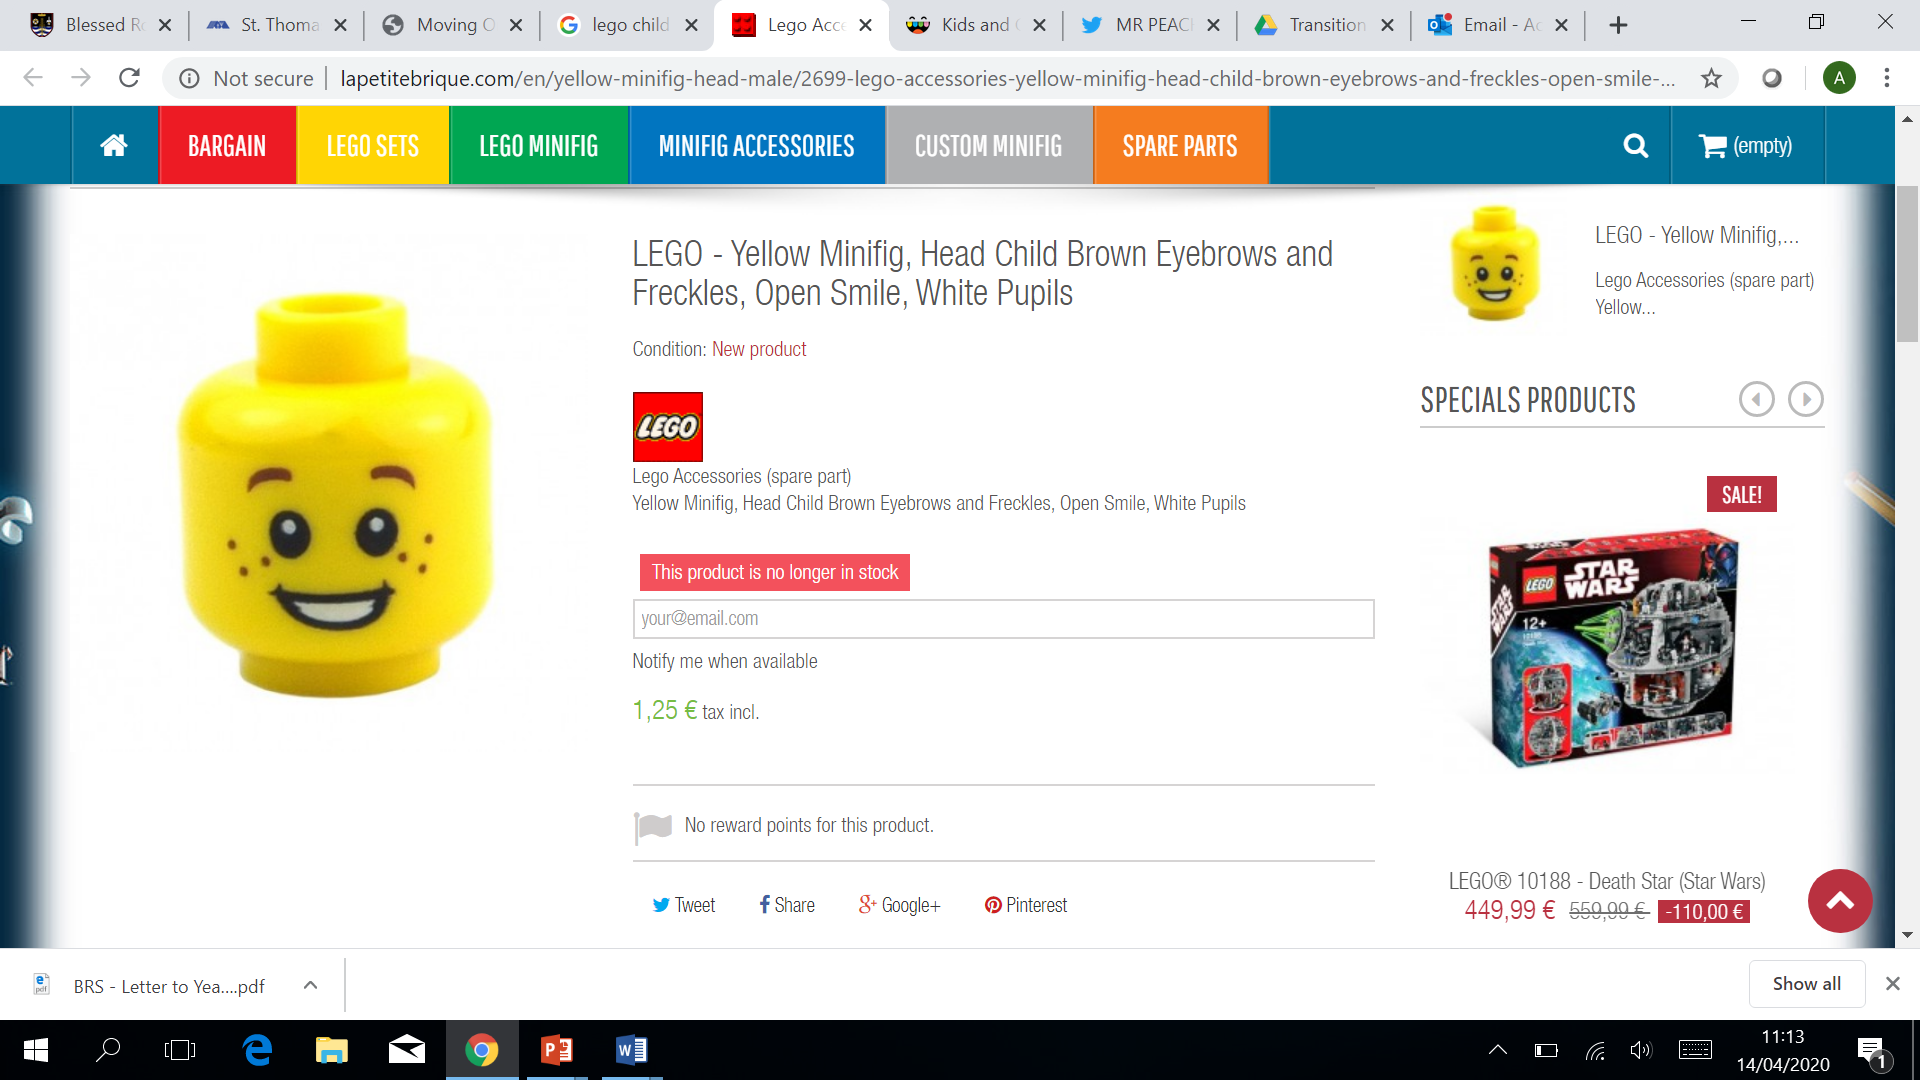 Blessed Ro
St. Thoma
Moving O
lego child
Lego Acce
Kids and
MR PEACH
Transition
Email - Ac
Not secure
lapetitebrique.com/en/yellow-minifig-head-male/2699-lego-accessories-yellow-minifig-head-child-brown-eyebrows-and-freckles-open-smile-...
A
BARGAIN
LEGO SETS
LEGO MINIFIG
MINIFIG ACCESSORIES
CUSTOM MINIFIG
SPARE PARTS
(empty)
LEGO - Yellow Minifig, Head Child Brown Eyebrows and
Freckles, Open Smile, White Pupils
Condition: New product
LEGO
Lego Accessories (spare part)
Yellow Minifig, Head Child Brown Eyebrows and Freckles, Open Smile, White Pupils
This product is no longer in stock
your@email.com
Notify me when available
1,25 € tax incl.
No reward points for this product.
Tweet
Share
Google+
Pinterest
LEGO - Yellow Minifig,...
Lego Accessories (spare part)
Yellow...
SPECIALS PRODUCTS
SALE!
LEGO
STAR
WARS
STAR
WARS
12+
10188
LEGO® 10188 - Death Star (Star Wars)
449,99 € 559,99 € -110,00 €
BRS - Letter to Yea....pdf
Show all
11:13
14/04/2020
1